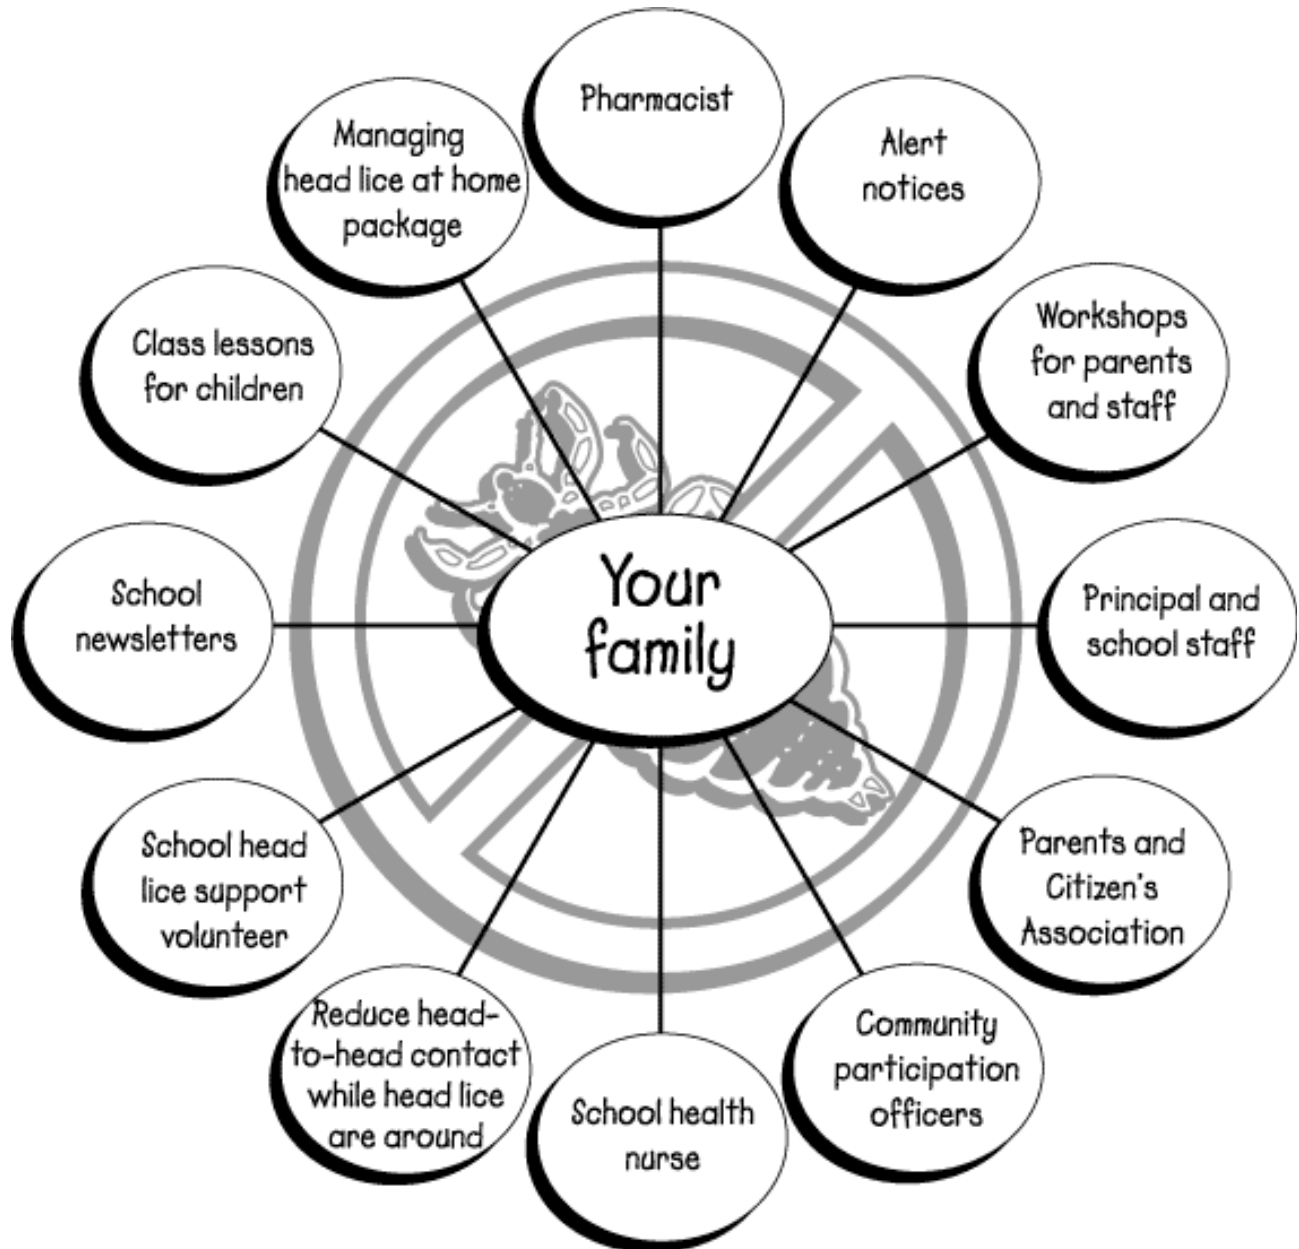 Pharmacist
Alert
notices
Workshops
for parents
and staff
Principal and
school staff
Parents and
Citizen's
Association
Community
participation
officers
School health
nurse
Reduce head-
to-head contact
while head lice
are around
School head
lice support
volunteer
School
newsletters
Class lessons
for children
Managing
head lice at home
package
Your
family